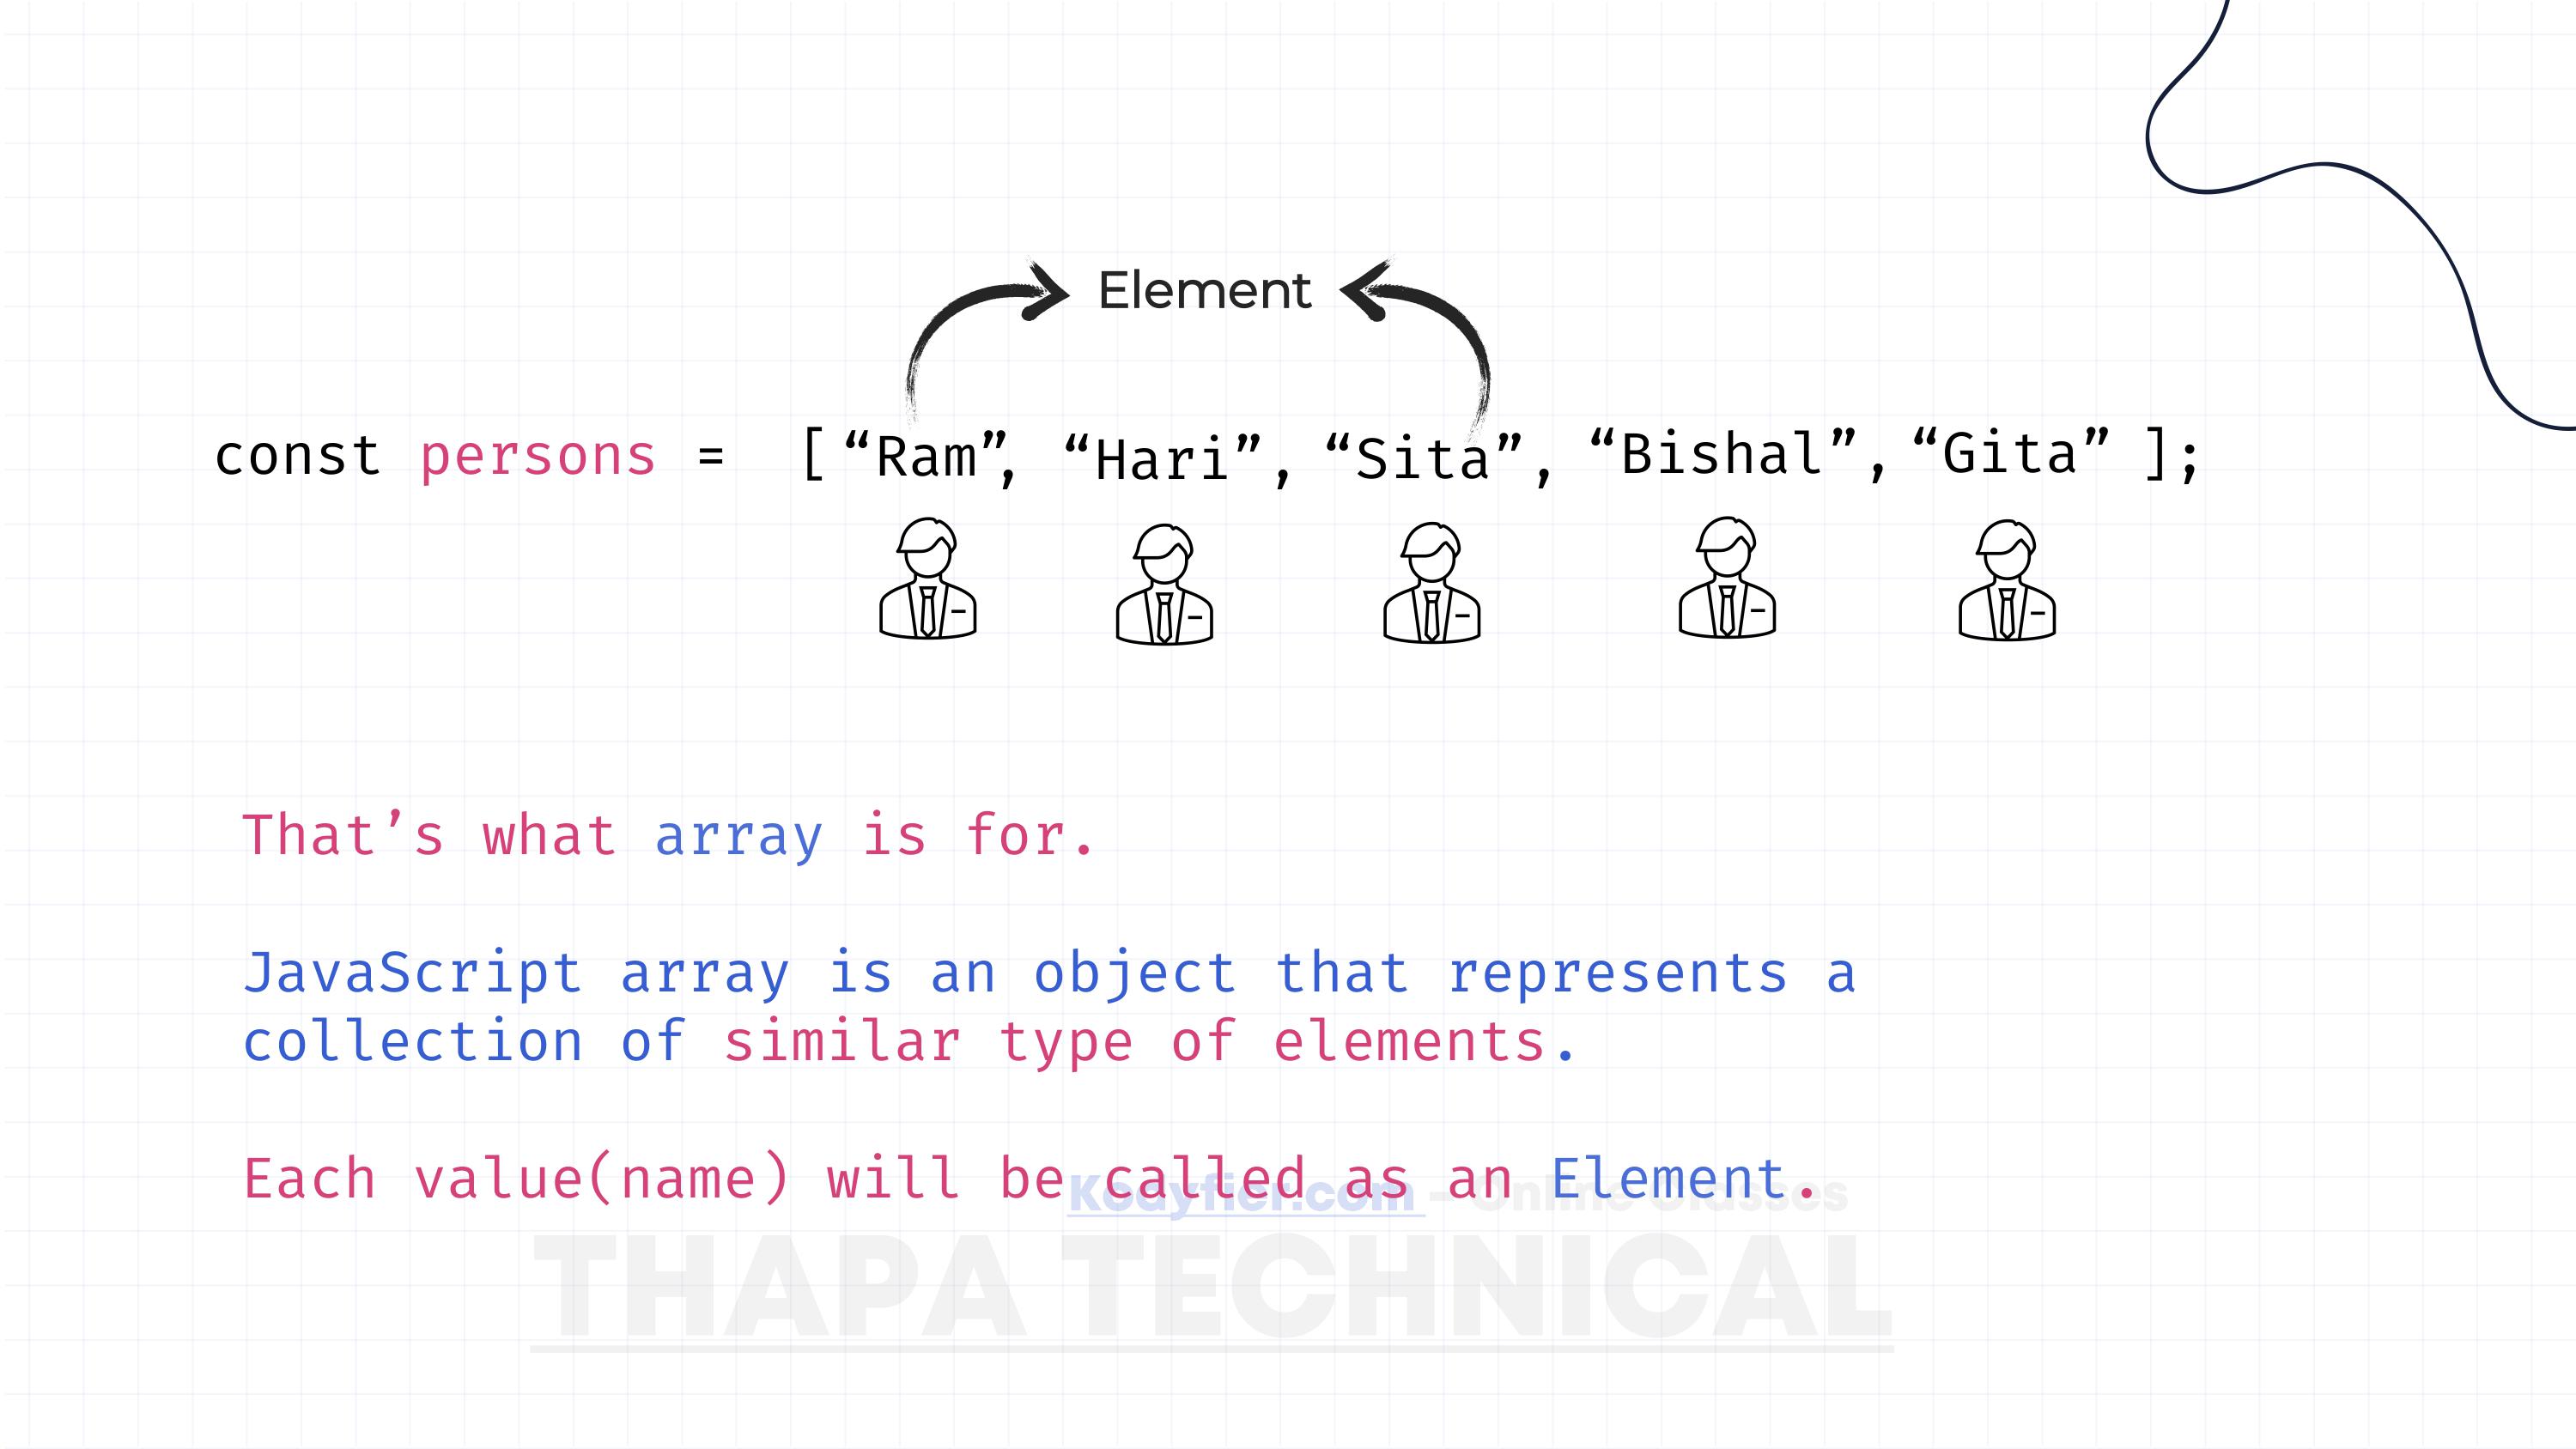 Element
const persons = [ “Ram”, “Hari”, “Sita”, “Bishal”, “Gita” ];
That’s what array is for.
JavaScript array is an object that represents a
collection of similar type of elements.
Each value(name) will be called as an Element.
Kodyfier.com - Online Classes
THAPA TECHNICAL